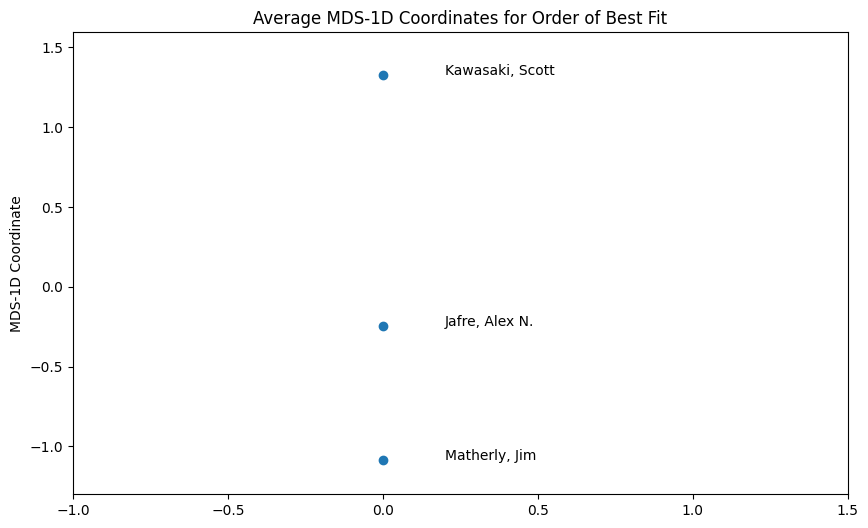 Average MDS-1D Coordinates for Order of Best Fit
1.5
1.0
0.5
0.0
−0.5
−1.0
MDS-1D Coordinate
Kawasaki, Scott
Jafre, Alex N.
Matherly, Jim
−1.0
−0.5
0.0
0.5
1.0
1.5